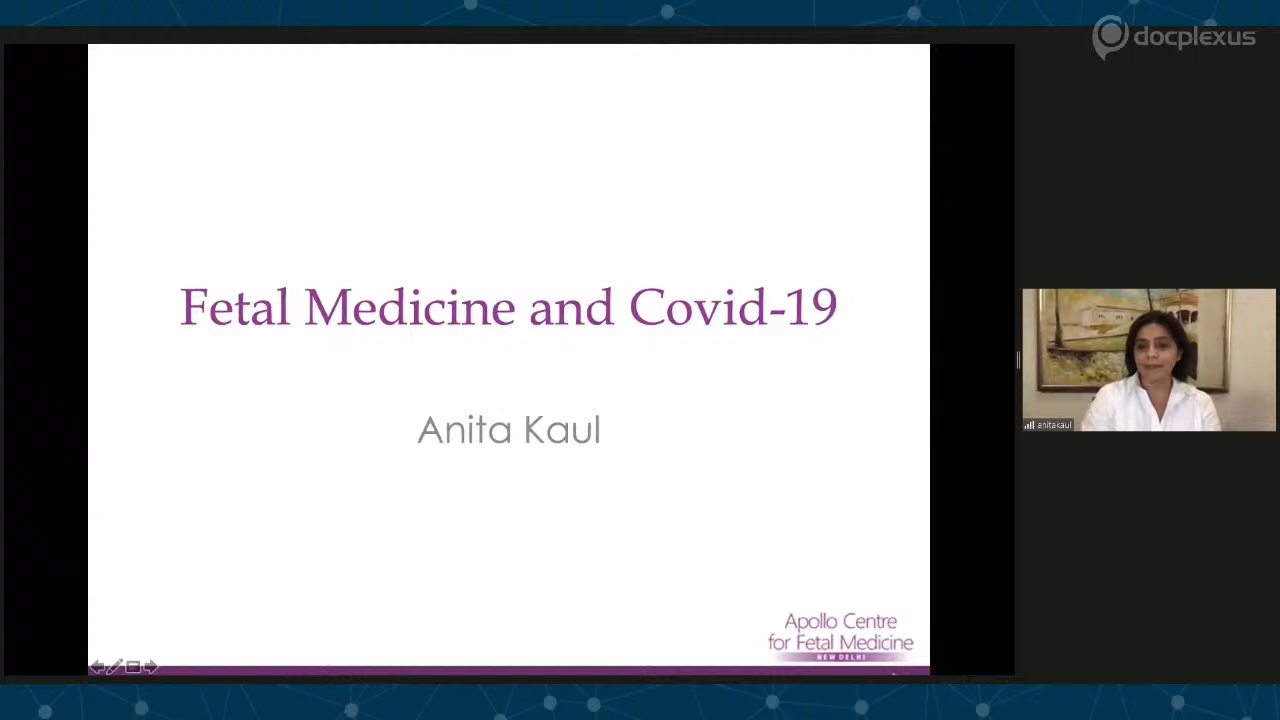 docplexus
Fetal Medicine and Covid-19
Anita Kaul
anitakaul
Apollo Centre
for Fetal Medicine
NEW DELHI